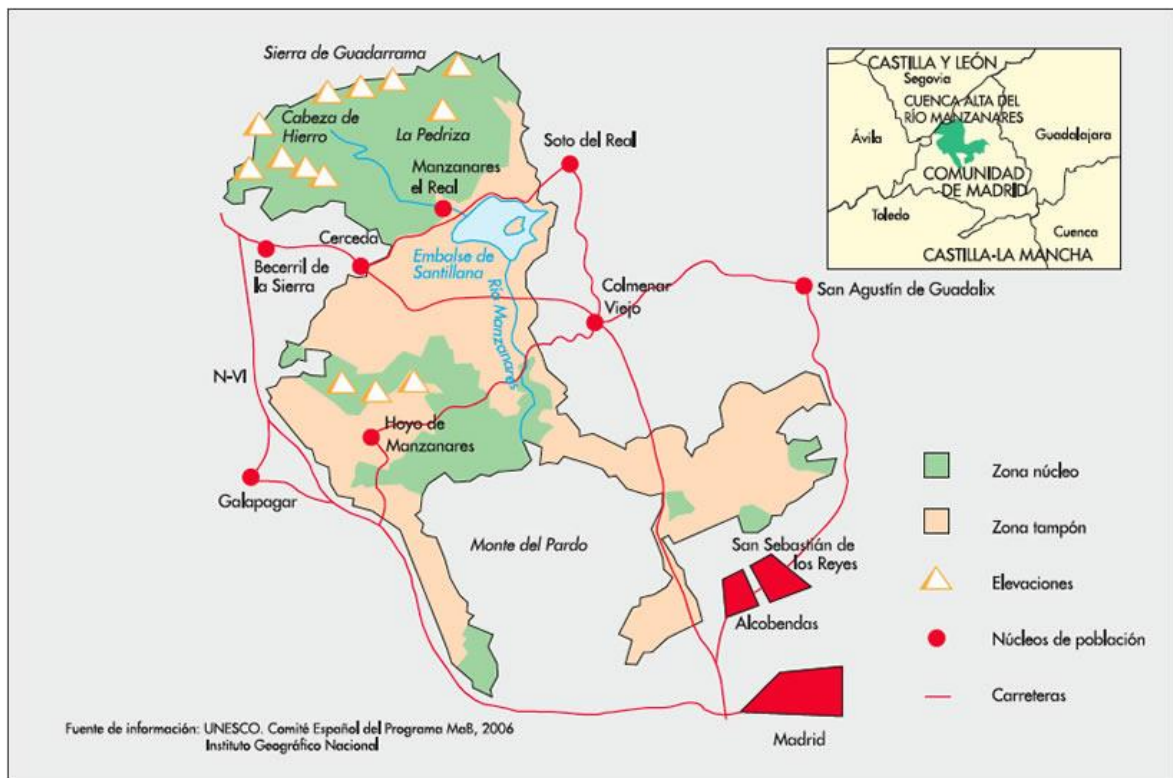 Sierra de Guadarrama
Cabeza de
Hierro
La Pedriza
Manzanares
el Real
Soto del Real
Cerceda
Becerril de
la Sierra
Embalse de
Santillana
Río Manzanares
Colmenar
Viejo
San Agustín de Guadalix
N-VI
Hoyo de
Manzanares
Galapagar
Monte del Pardo
San Sebastián de
los Reyes
Alcobendas
Madrid
CASTILLA Y LEÓN
Segovia
CUENCA ALTA DEL
RÍO MANZANARES
Ávila
Guadalajara
COMUNIDAD
DE MADRID
Toledo
Cuenca
CASTILLA-LA MANCHA
Zona núcleo
Zona tampón
Elevaciones
Núcleos de población
Carreteras
Fuente de información: UNESCO. Comité Español del Programa MaB, 2006
Instituto Geográfico Nacional